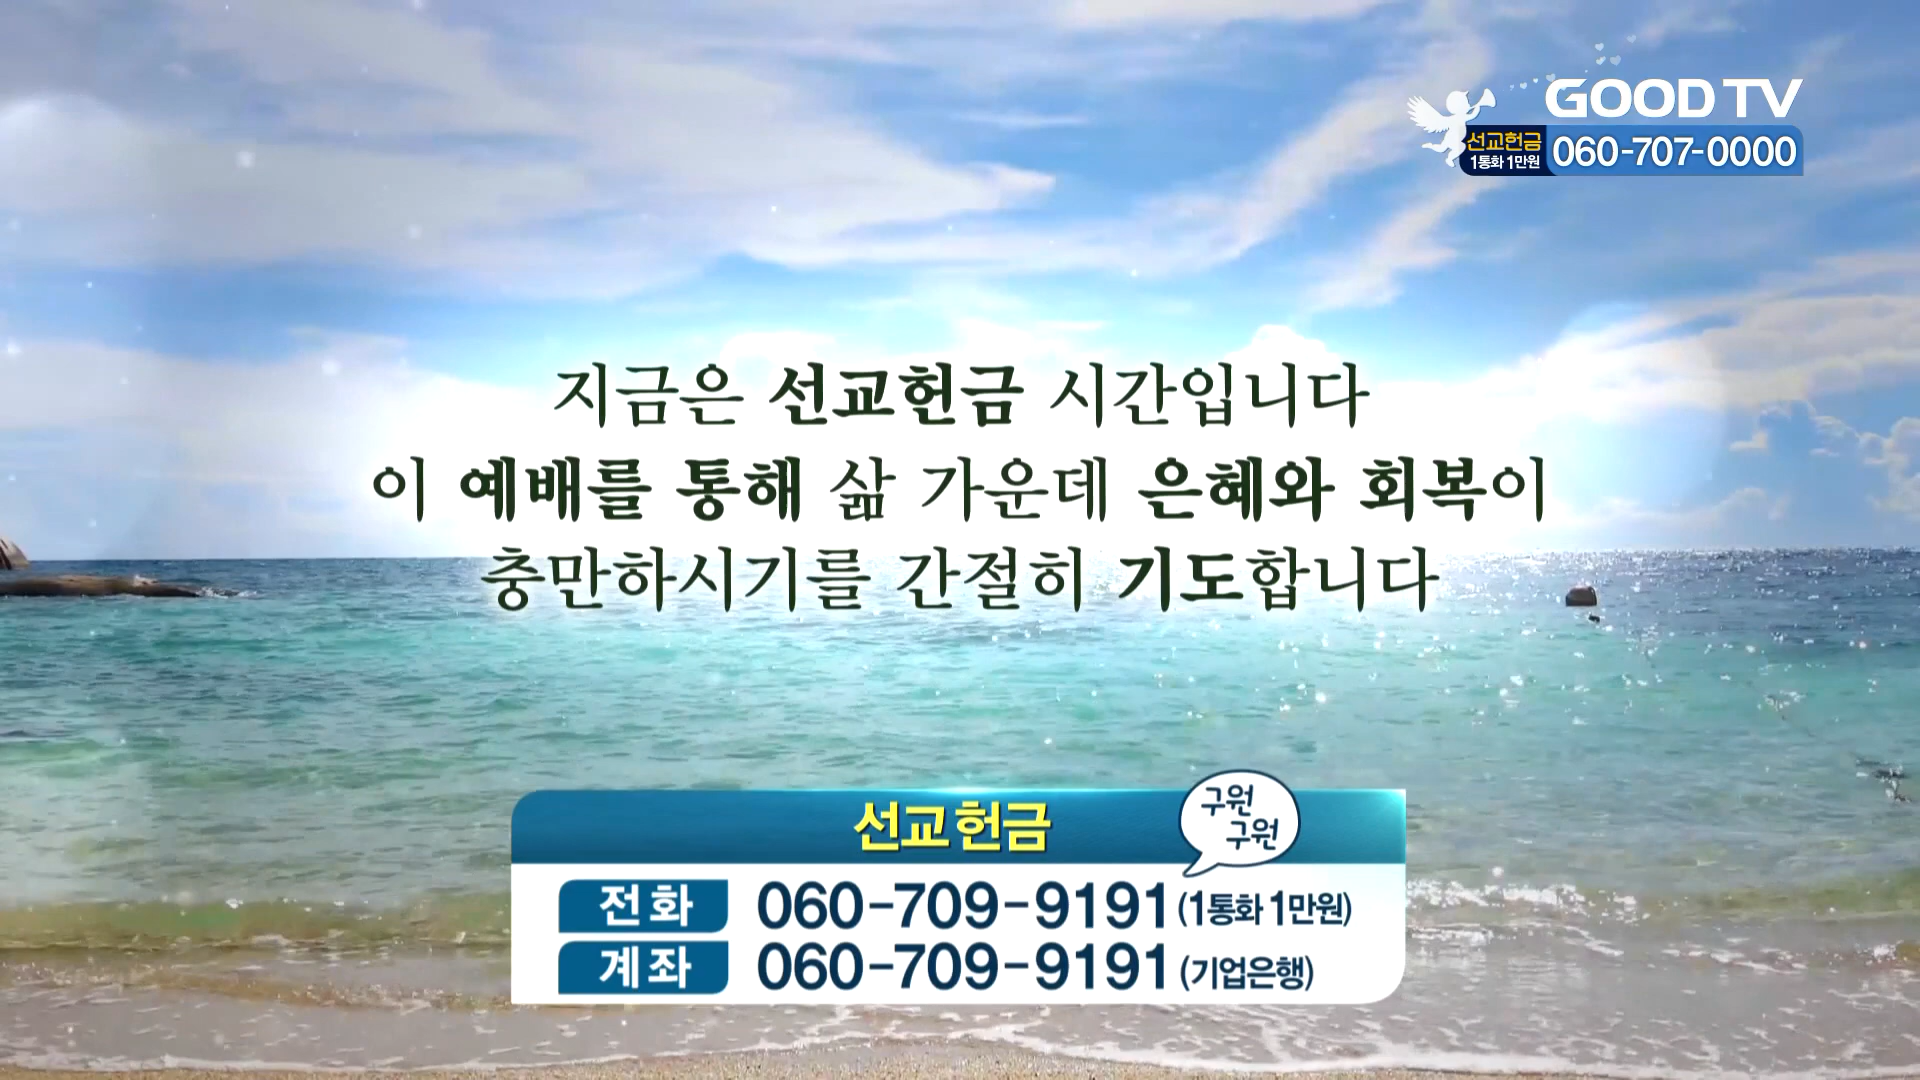 GOOD TV
선교헌금
1통화 1만원
060-707-0000
지금은 선교헌금 시간입니다
이 예배를 통해 삶 가운데 은혜와 회복이
충만하시기를 간절히 기도합니다
선교헌금
구원
구원
전화 060-709-9191 (1통화 1만원)
계좌 060-709-9191 (기업은행)